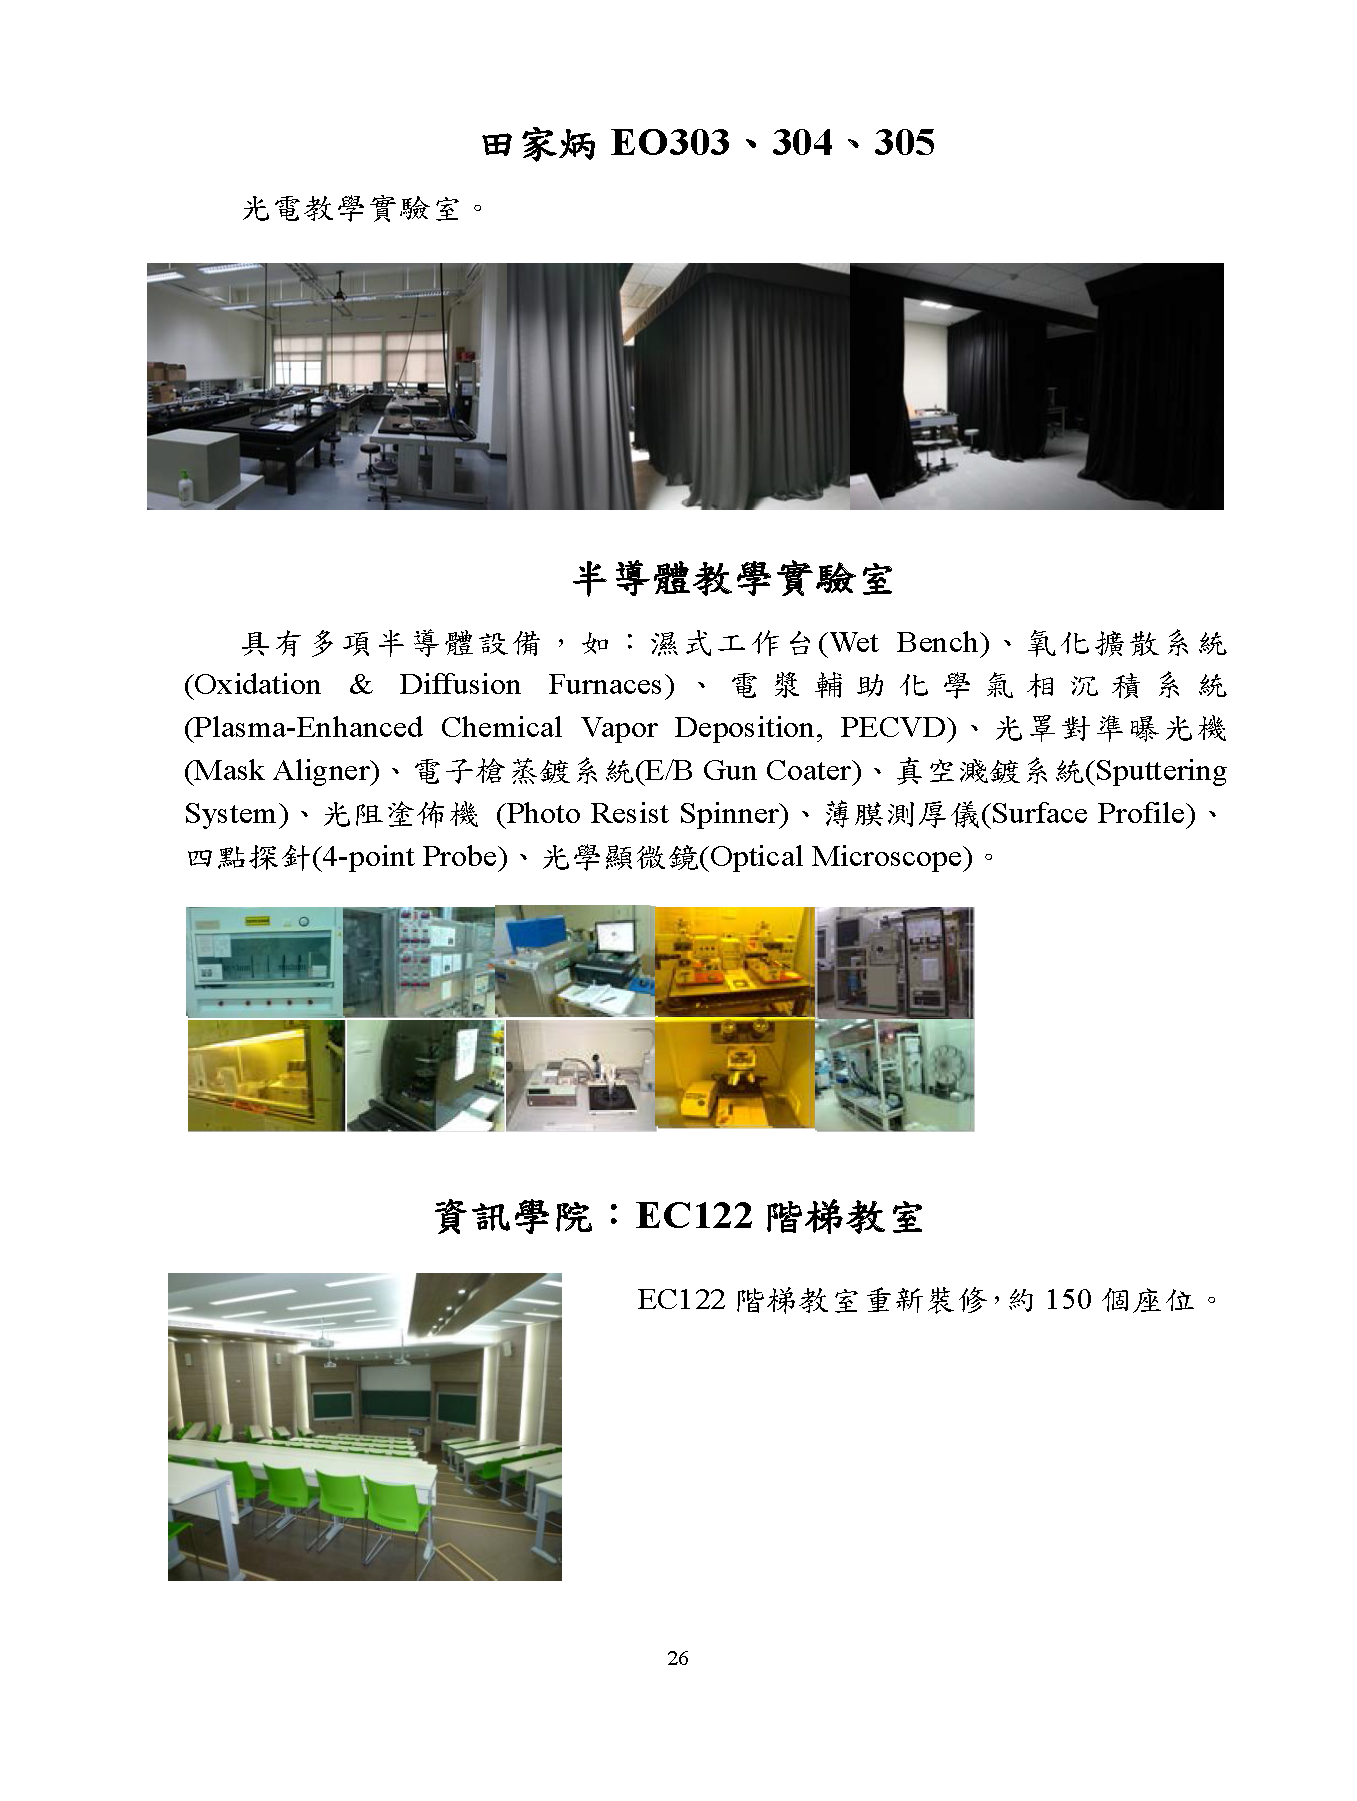 田家炳 EO303、304、305
光電教學實驗室。
半導體教學實驗室
具有多項半導體設備，如：濕式工作台(Wet Bench)、氧化擴散系統
(Oxidation & Diffusion Furnaces)、電漿輔助化學氣相沉積系統
(Plasma-Enhanced Chemical Vapor Deposition, PECVD)、光罩對準曝光機
(Mask Aligner)、電子槍蒸鍍系統(E/B Gun Coater)、真空濺鍍系統(Sputtering
System)、光阻塗佈機 (Photo Resist Spinner)、薄膜測厚儀(Surface Profile)、
四點探針(4-point Probe)、光學顯微鏡(Optical Microscope)。
資訊學院：EC122 階梯教室
EC122 階梯教室重新裝修，約 150 個座位。
26